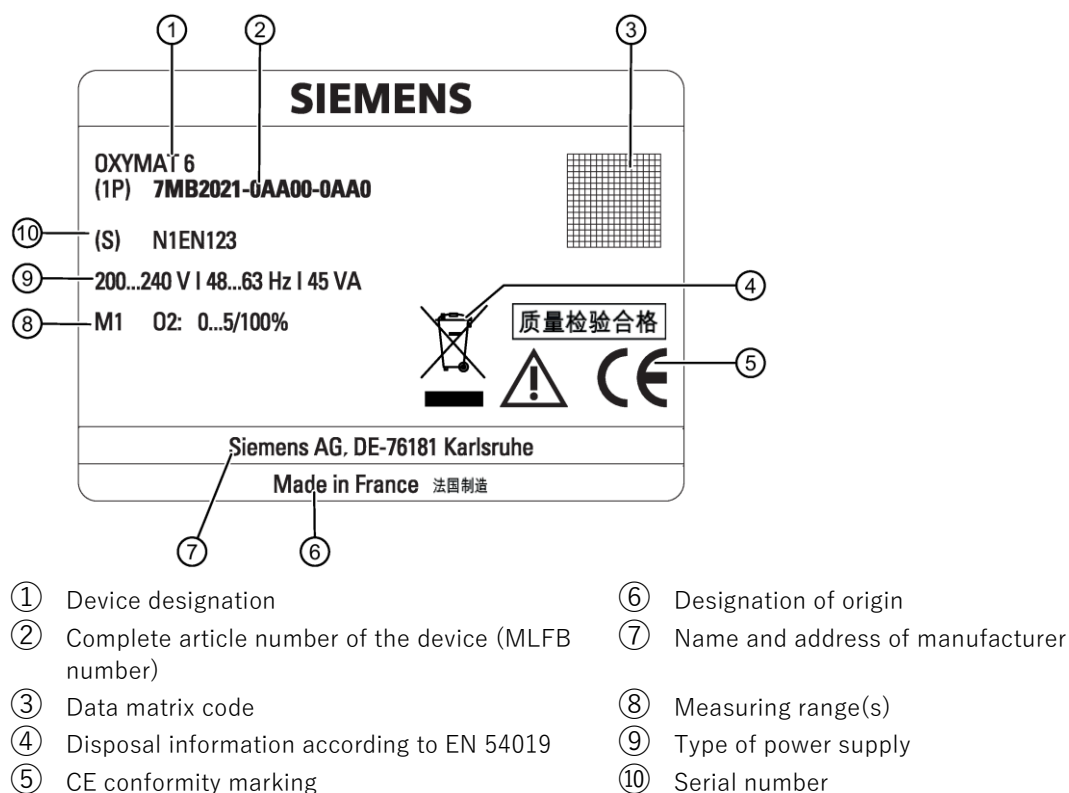 ① ② ③
SIEMENS
OXYMAT 6
(1P) 7MB2021-0AA00-0AA0
⑩ (S) N1EN123
⑨ 200...240 V I 48...63 Hz I 45 VA
④
⑧ M1 O2: 0...5/100%
质量检验合格
CE ⑤
Siemens AG, DE-76181 Karlsruhe
Made in France 法国制造
⑦ ⑥
① Device designation
② Complete article number of the device (MLFB
number)
③ Data matrix code
④ Disposal information according to EN 54019
⑤ CE conformity marking
⑥ Designation of origin
⑦ Name and address of manufacturer
⑧ Measuring range(s)
⑨ Type of power supply
⑩ Serial number